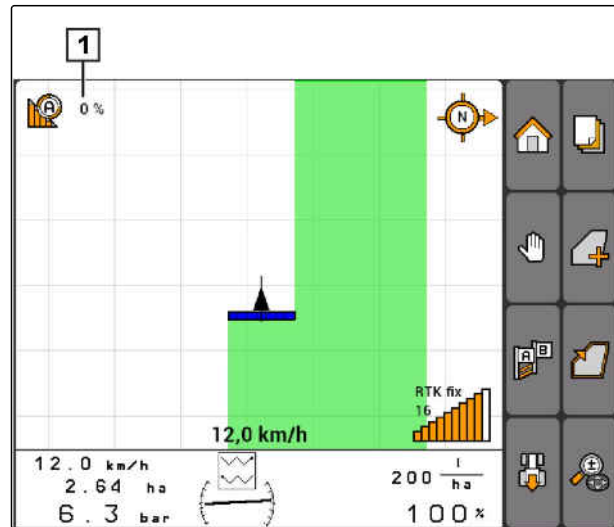 1
A
0 %
N
A B
RTK fix
16
12,0 km/h
12.0 km/h
2.64 ha
6.3 bar
200 l/ha
100 %